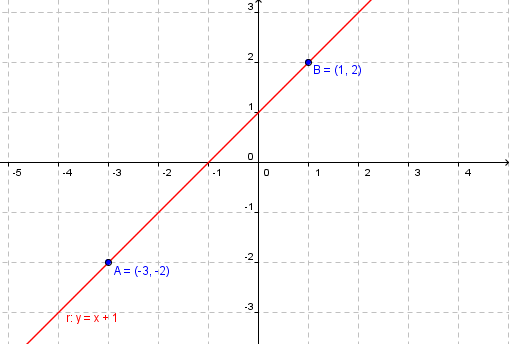 3
2
B = (1, 2)
1
0
-5 -4 -3 -2 -1 0 1 2 3 4
-1
-2
A = (-3, -2)
-3
r: y = x + 1